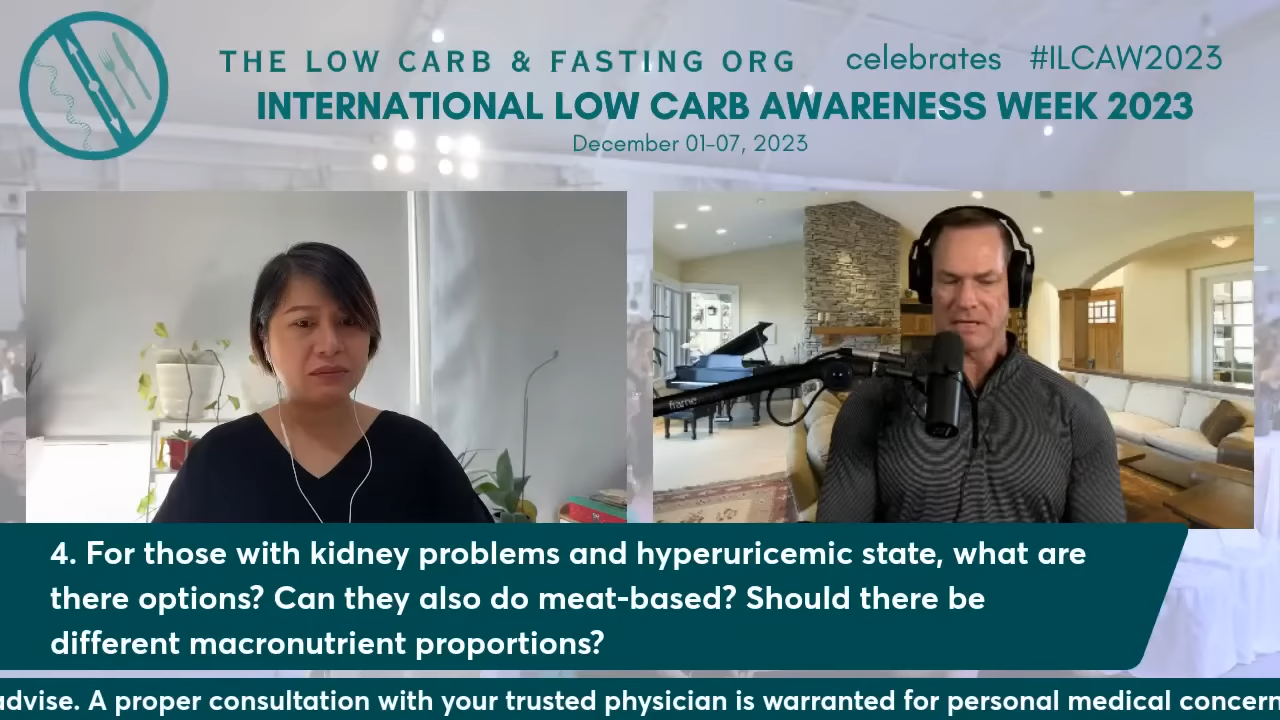 THE LOW CARB & FASTING ORG celebrates #ILCAW2023
INTERNATIONAL LOW CARB AWARENESS WEEK 2023
December 01-07, 2023
frame
4. For those with kidney problems and hyperuricemic state, what are
there options? Can they also do meat-based? Should there be
different macronutrient proportions?
advise. A proper consultation with your trusted physician is warranted for personal medical concern